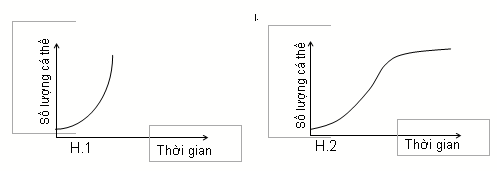 Số lượng cá thể
H.1
Thời gian
I.
Số lượng cá thể
H.2
Thời gian